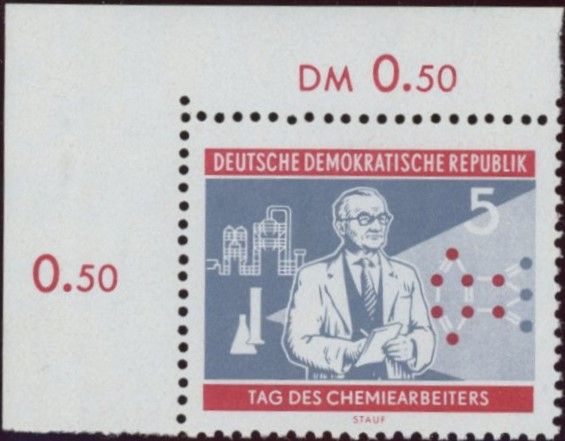 DM 0.50
DEUTSCHE DEMOKRATISCHE REPUBLIK
5
0.50
TAG DES CHEMIEARBEITERS
STAUF